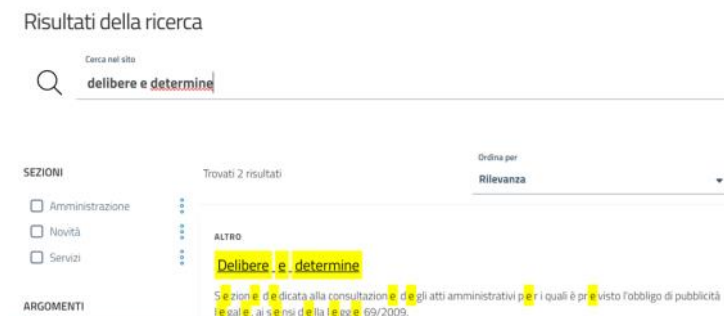 Risultati della ricerca
Cerca nel sito
delibere e determine
SEZIONI
Amministrazione
Novità
Servizi
ARGOMENTI
Trovati 2 risultati
Ordina per
Rilevanza
ALTRO
Delibere e determine
Sezione dedicata alla consultazione degli atti amministrativi per i quali è previsto l'obbligo di pubblicità
legale, ai sensi della legge 69/2009.